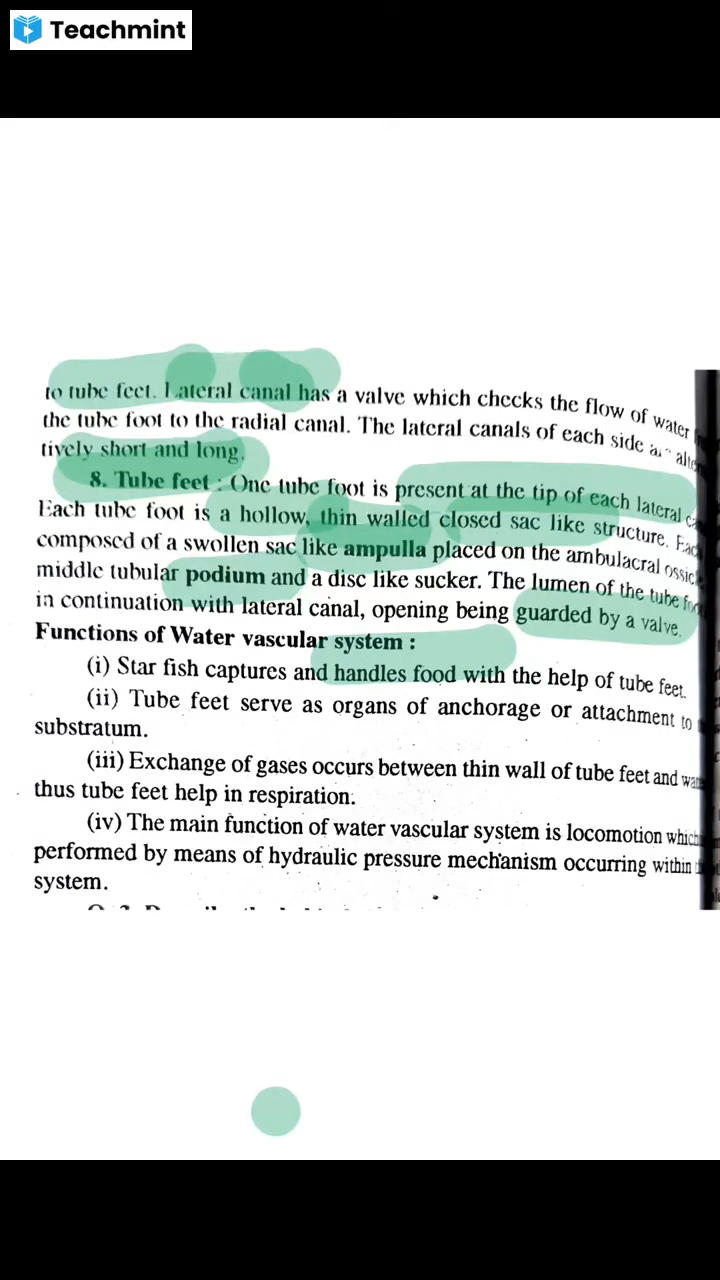 Teachmint
to tube feet. Lateral canal has a valve which checks the flow of water
the tube foot to the radial canal. The lateral canals of each side
tively short and long.
8. Tube feet : One tube foot is present at the tip of each lateral
Each tube foot is a hollow, thin walled closed sac like structure.
composed of a swollen sac like ampulla placed on the ambulacral
middle tubular podium and a disc like sucker. The lumen of the tube
in continuation with lateral canal, opening being guarded by a valve.
Functions of Water vascular system :
(i) Star fish captures and handles food with the help of tube feet.
(ii) Tube feet serve as organs of anchorage or attachment to
substratum.
(iii) Exchange of gases occurs between thin wall of tube feet and
thus tube feet help in respiration.
(iv) The main function of water vascular system is locomotion
performed by means of hydraulic pressure mechanism occurring within
system.